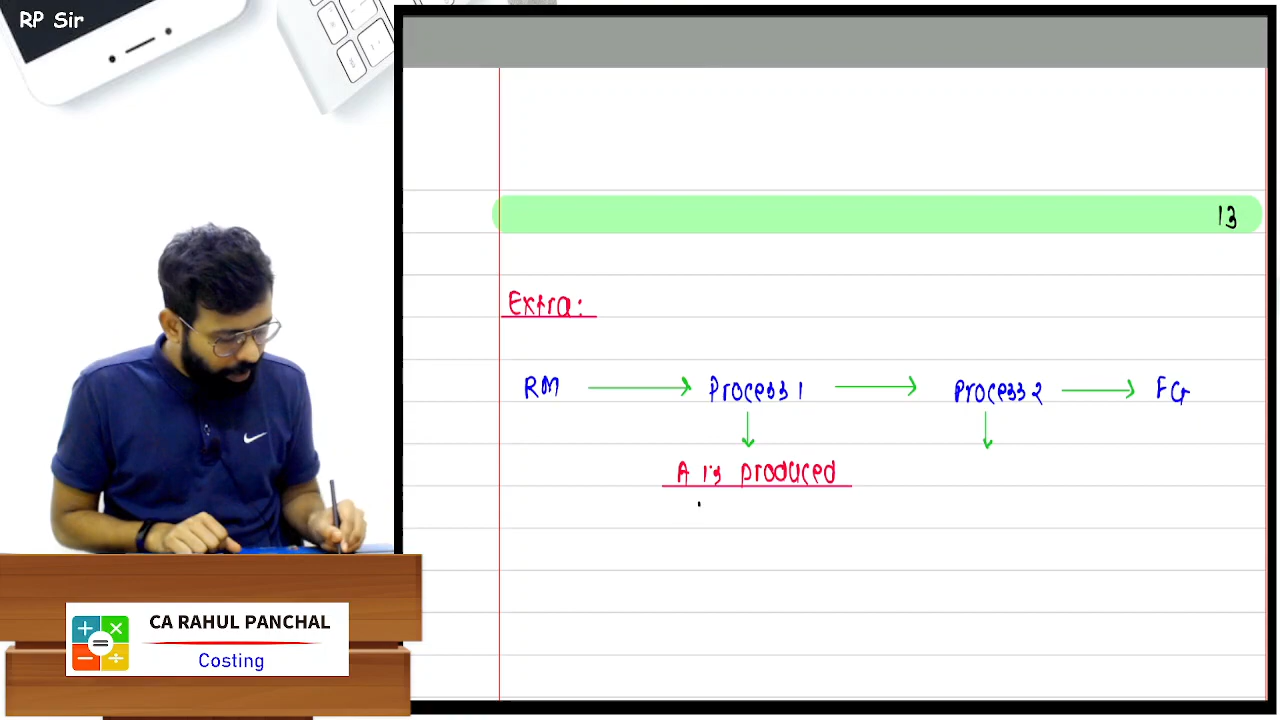 RP Sir
13
Extra:
RM → Process 1 → Process 2 → FG
A is produced
CA RAHUL PANCHAL
Costing